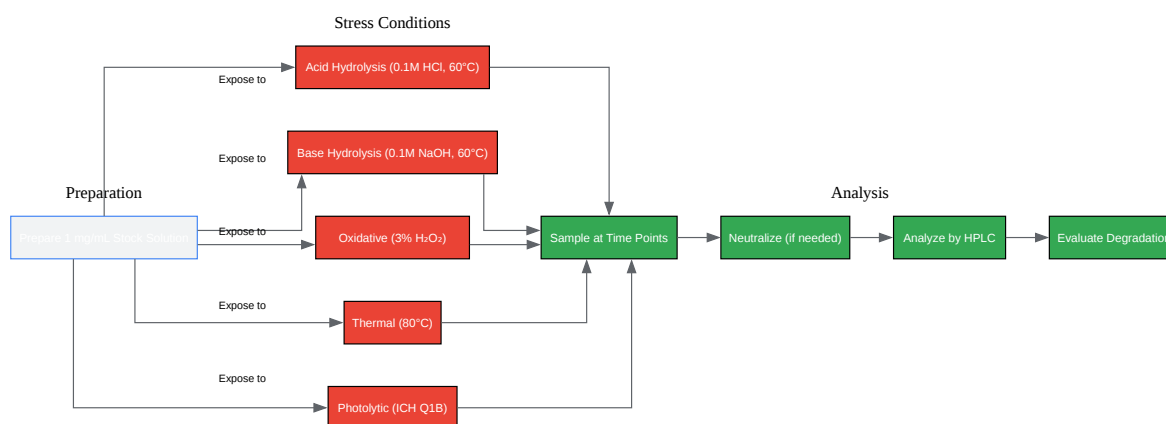 Stress Conditions
Acid Hydrolysis (0.1M HCl, 60°C)
Expose to
Base Hydrolysis (0.1M NaOH, 60°C)
Expose to
Preparation
Analysis
Prepare 1 mg/mL Stock Solution
Expose to
Oxidative (3% H₂O₂)
Sample at Time Points
Neutralize (if needed)
Analyze by HPLC
Evaluate Degradation
Expose to
Thermal (80°C)
Expose to
Photolytic (ICH Q1B)